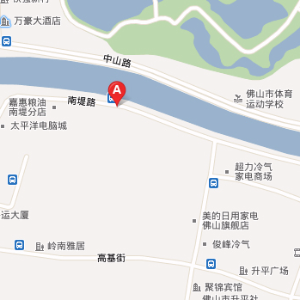 万豪大酒店
中山路
佛山市体育
运动学校
A
南堤路
嘉惠粮油
南堤分店
太平洋电脑城
超力冷气
家电商场
运大厦
美的日用家电
佛山旗舰店
俊峰冷气
岭南雅居
高基街
升平广场
聚锦宾馆
佛山市升平社